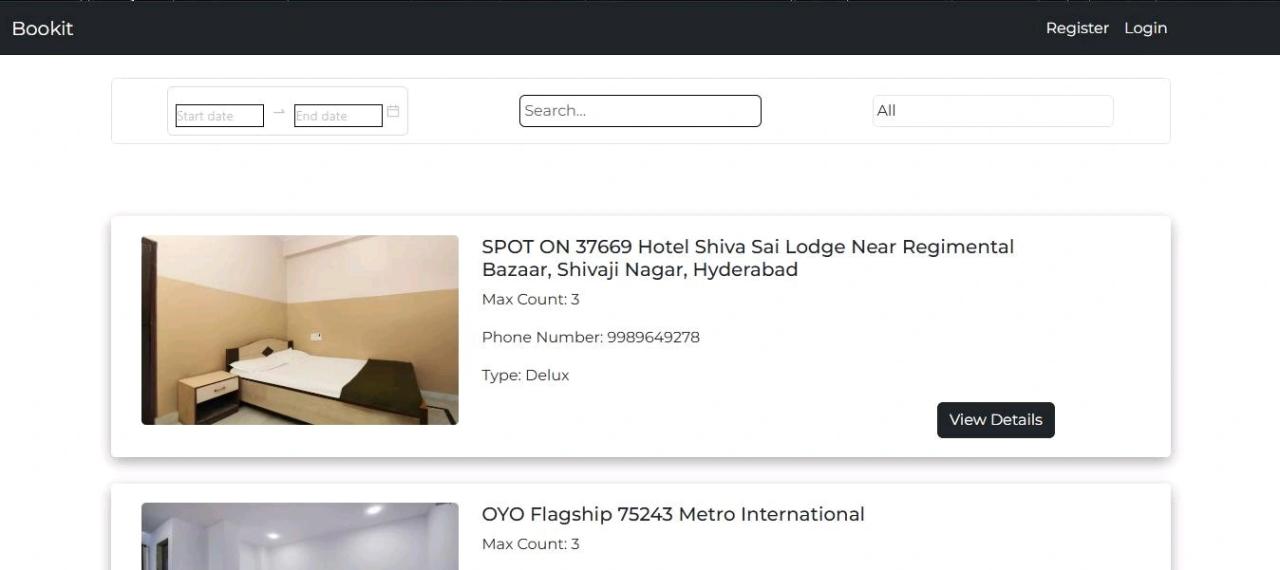 Bookit
Register Login
Start date
End date
Search...
All
SPOT ON 37669 Hotel Shiva Sai Lodge Near Regimental
Bazaar, Shivaji Nagar, Hyderabad
Max Count: 3
Phone Number: 9989649278
Type: Delux
View Details
OYO Flagship 75243 Metro International
Max Count: 3